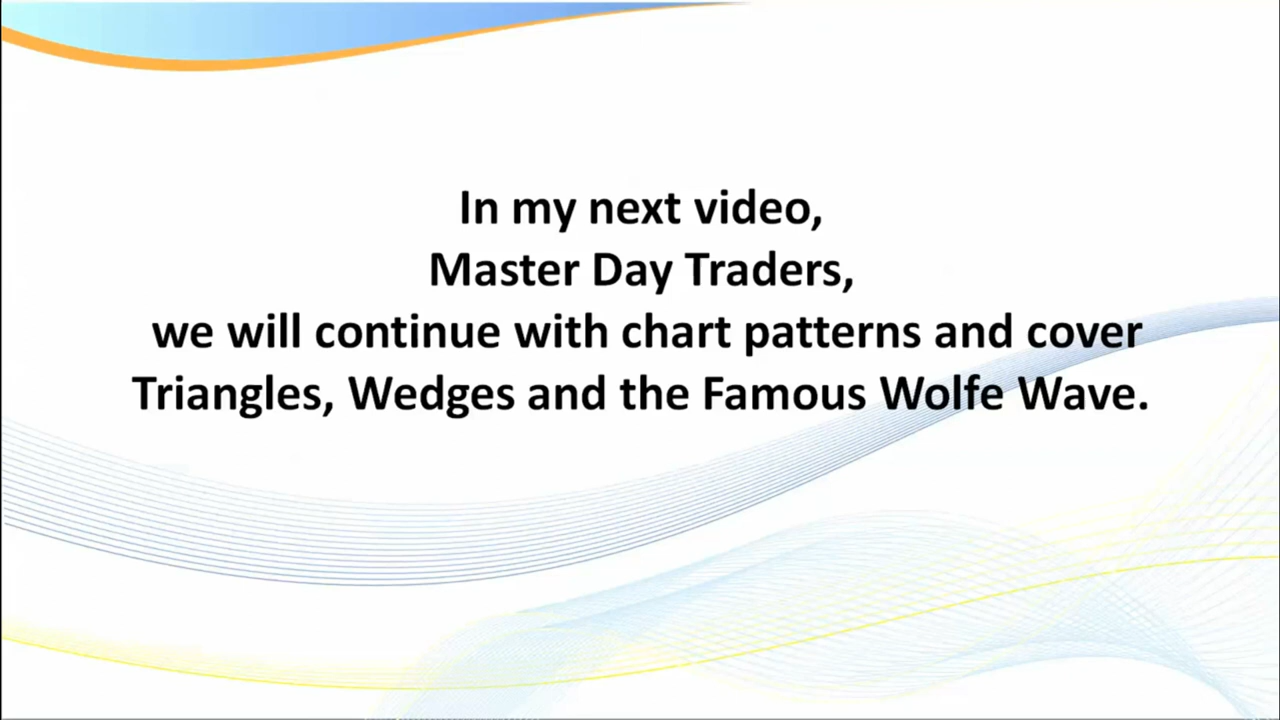 In my next video,
Master Day Traders,
we will continue with chart patterns and cover
Triangles, Wedges and the Famous Wolfe Wave.